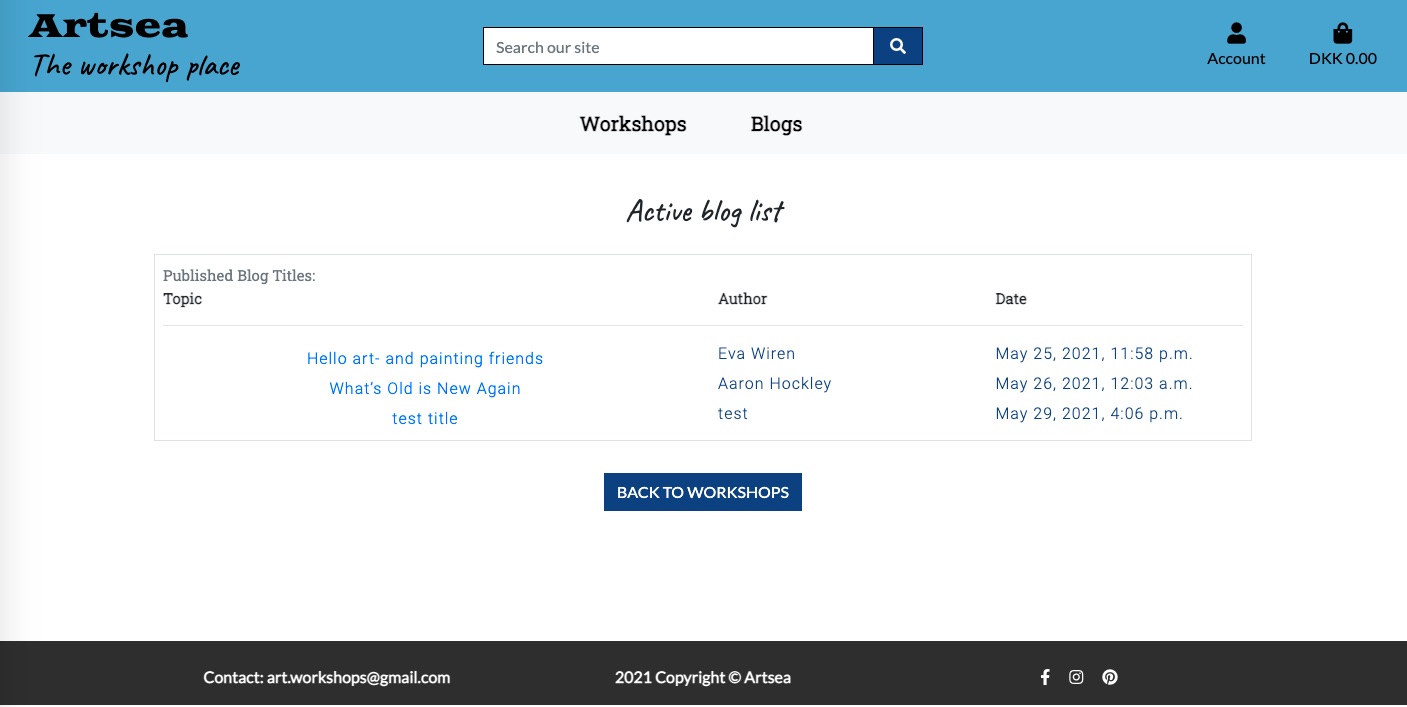 Artsea
The workshop place
Search our site
Account
DKK 0.00
Workshops Blogs
Active blog list
Published Blog Titles:
Topic Author Date
Hello art- and painting friends Eva Wiren May 25, 2021, 11:58 p.m.
What's Old is New Again Aaron Hockley May 26, 2021, 12:03 a.m.
test title test May 29, 2021, 4:06 p.m.
BACK TO WORKSHOPS
Contact: art.workshops@gmail.com 2021 Copyright © Artsea